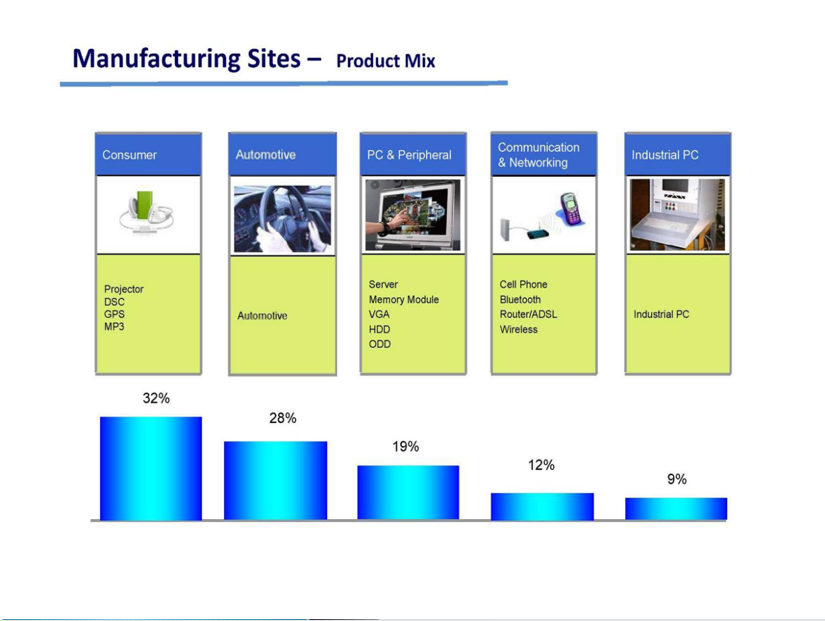 Manufacturing Sites – Product Mix
Consumer
Automotive
PC & Peripheral
Communication
& Networking
Industrial PC
Projector
DSC
GPS
MP3
Automotive
Server
Memory Module
VGA
HDD
ODD
Cell Phone
Bluetooth
Router/ADSL
Wireless
Industrial PC
32%
28%
19%
12%
9%